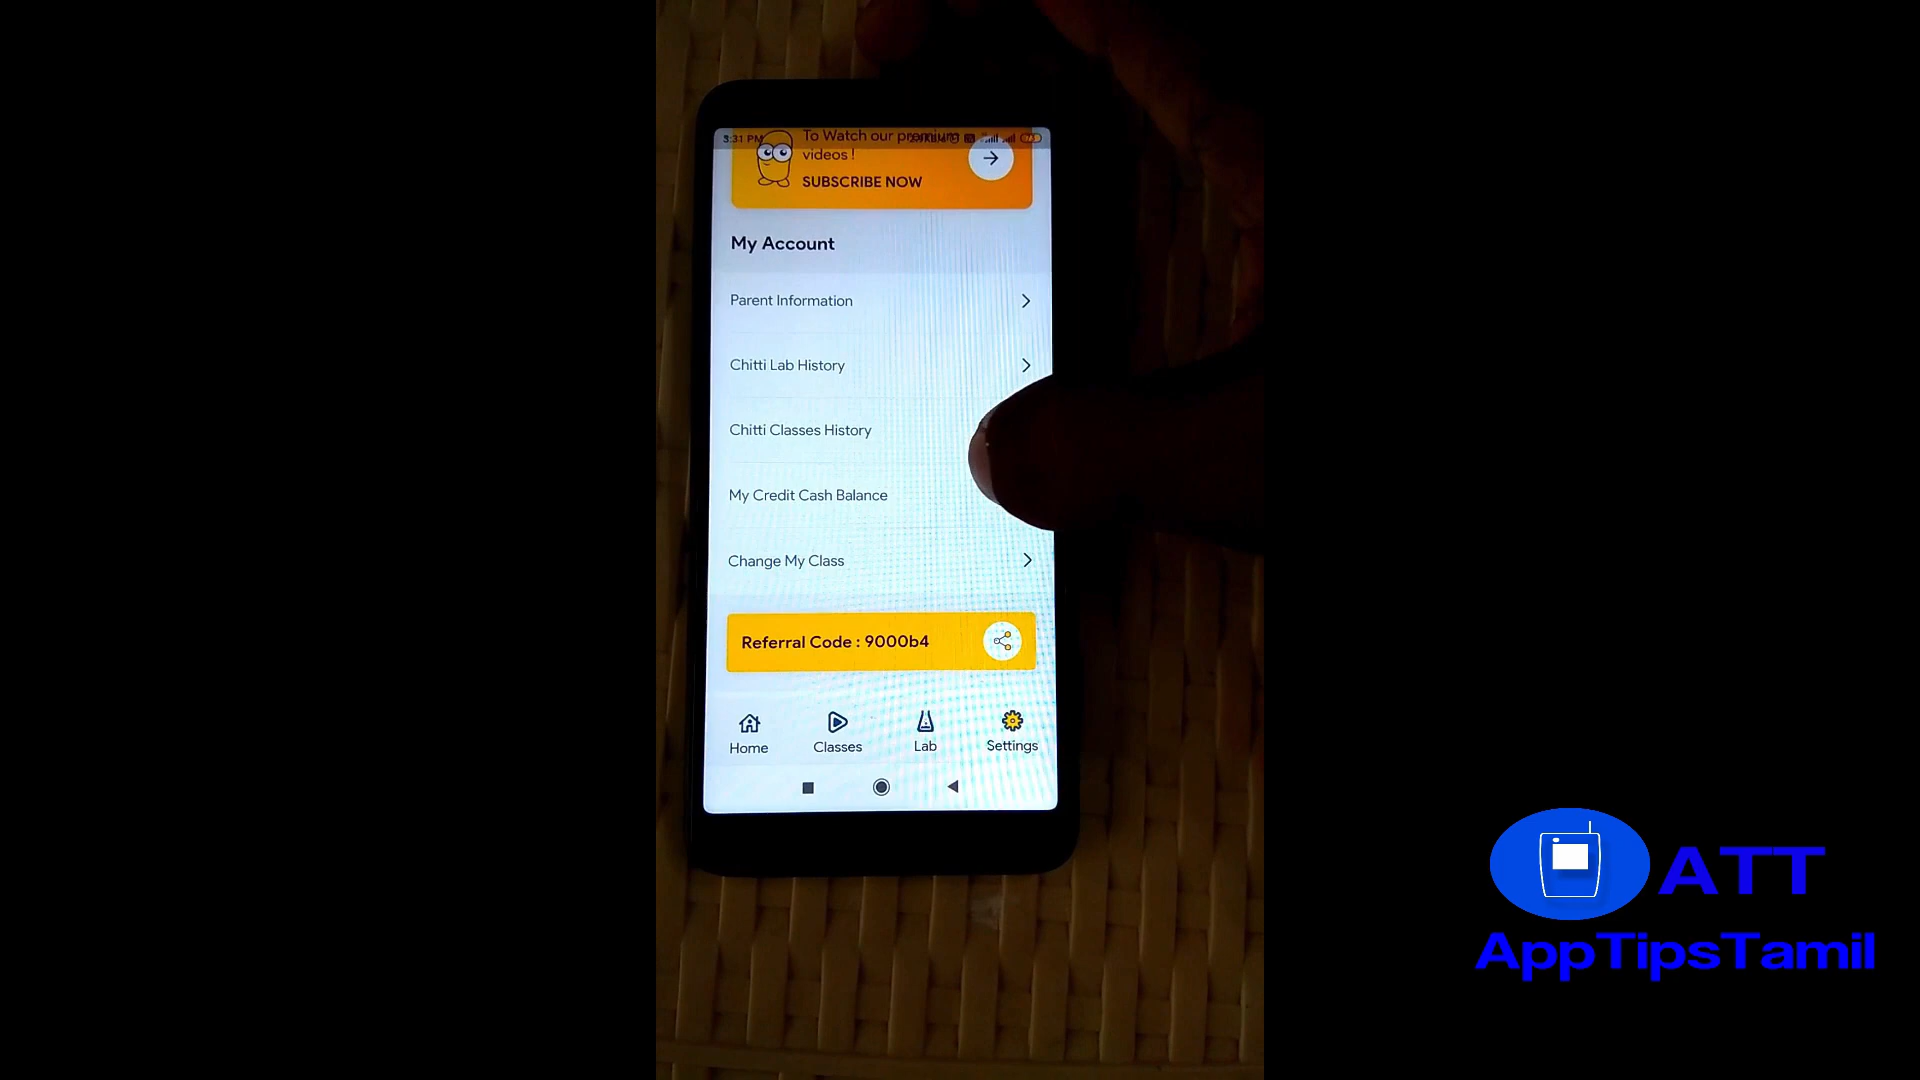 3:31 PM
To Watch our premium
videos !
SUBSCRIBE NOW
My Account
Parent Information
Chitti Lab History
Chitti Classes History
My Credit Cash Balance
Change My Class
Referral Code : 9000b4
Home
Classes
Lab
Settings
ATT
AppTipsTamil